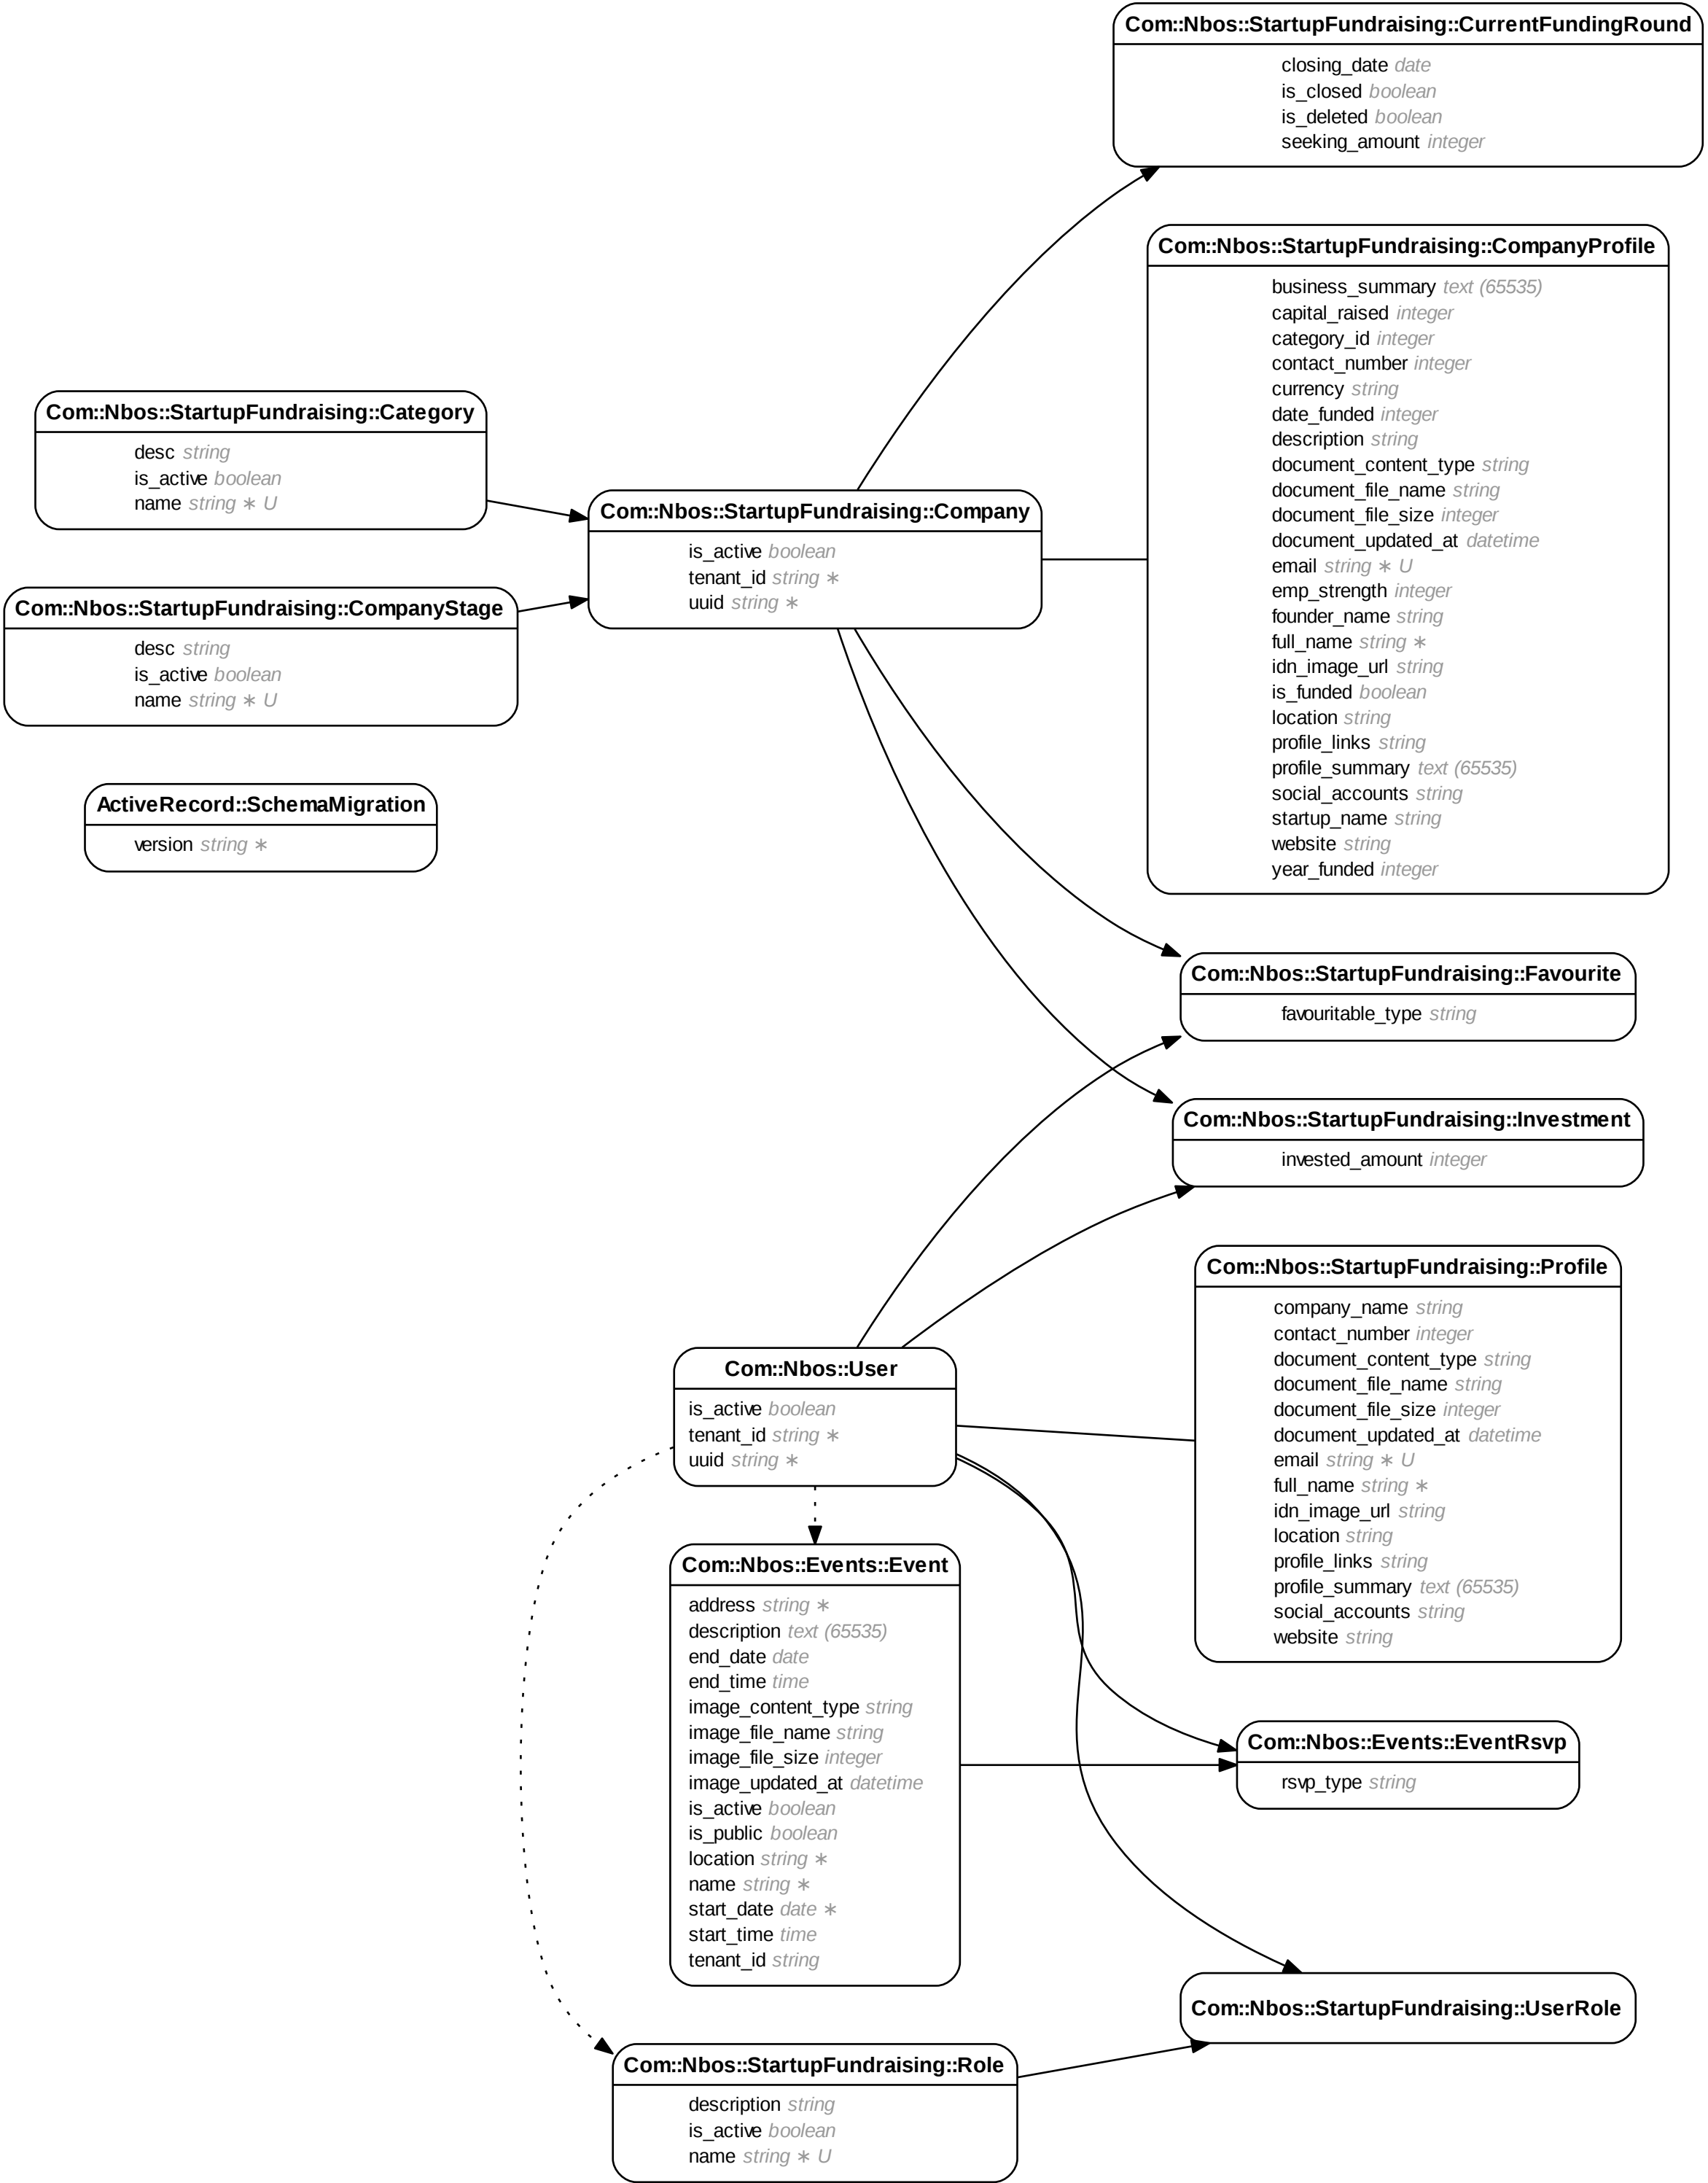 Com::Nbos::StartupFundraising::CurrentFundingRound
closing_date date
is_closed boolean
is_deleted boolean
seeking_amount integer
Com::Nbos::StartupFundraising::CompanyProfile
business_summary text (65535)
capital_raised integer
category_id integer
contact_number integer
currency string
date_funded integer
description string
document_content_type string
document_file_name string
document_file_size integer
document_updated_at datetime
email string ∗ U
emp_strength integer
founder_name string
full_name string ∗
idn_image_url string
is_funded boolean
location string
profile_links string
profile_summary text (65535)
social_accounts string
startup_name string
website string
year_funded integer
Com::Nbos::StartupFundraising::Category
desc string
is_active boolean
name string ∗ U
Com::Nbos::StartupFundraising::Company
is_active boolean
tenant_id string ∗
uuid string ∗
Com::Nbos::StartupFundraising::CompanyStage
desc string
is_active boolean
name string ∗ U
ActiveRecord::SchemaMigration
version string ∗
Com::Nbos::StartupFundraising::Favourite
favouritable_type string
Com::Nbos::StartupFundraising::Investment
invested_amount integer
Com::Nbos::StartupFundraising::Profile
company_name string
contact_number integer
document_content_type string
document_file_name string
document_file_size integer
document_updated_at datetime
email string ∗ U
full_name string ∗
idn_image_url string
location string
profile_links string
profile_summary text (65535)
social_accounts string
website string
Com::Nbos::User
is_active boolean
tenant_id string ∗
uuid string ∗
Com::Nbos::Events::Event
address string ∗
description text (65535)
end_date date
end_time time
image_content_type string
image_file_name string
image_file_size integer
image_updated_at datetime
is_active boolean
is_public boolean
location string ∗
name string ∗
start_date date ∗
start_time time
tenant_id string
Com::Nbos::Events::EventRsvp
rsvp_type string
Com::Nbos::StartupFundraising::UserRole
Com::Nbos::StartupFundraising::Role
description string
is_active boolean
name string ∗ U